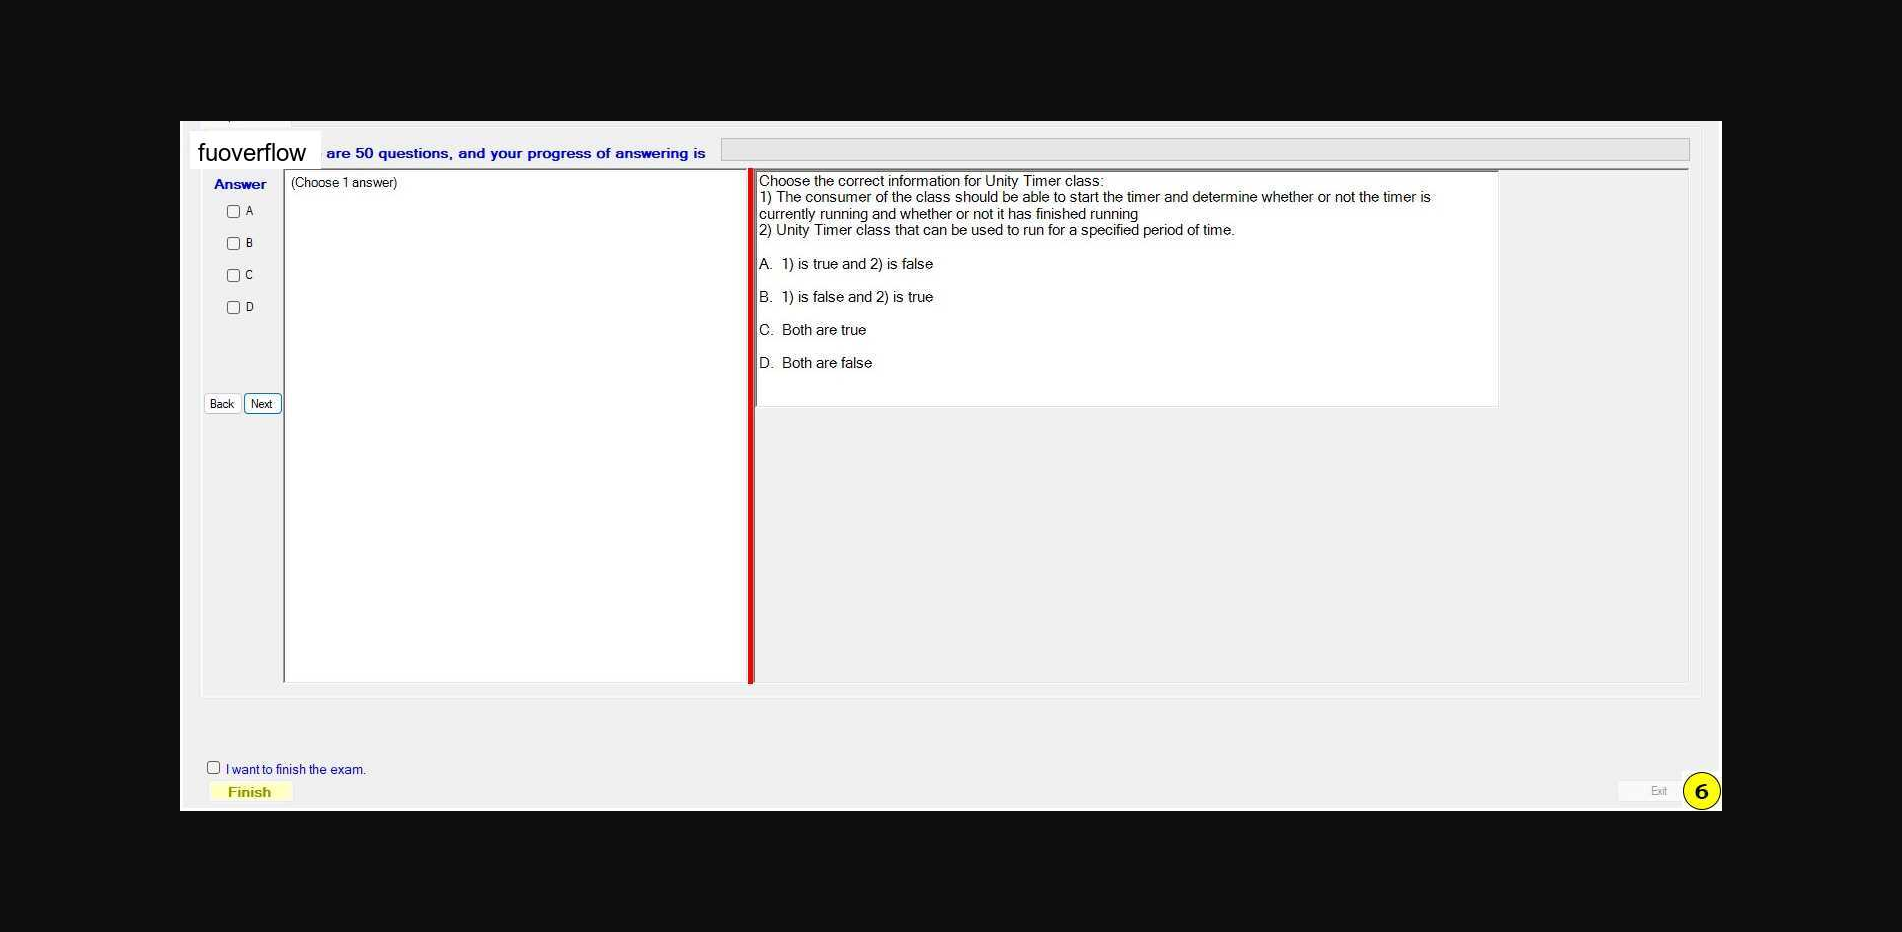 fuoverflow are 50 questions, and your progress of answering is
Answer
(Choose 1 answer)
A
B
C
D
Back Next
Choose the correct information for Unity Timer class:
1) The consumer of the class should be able to start the timer and determine whether or not the timer is
currently running and whether or not it has finished running
2) Unity Timer class that can be used to run for a specified period of time.
A. 1) is true and 2) is false
B. 1) is false and 2) is true
C. Both are true
D. Both are false
I want to finish the exam.
Finish
Exit
6